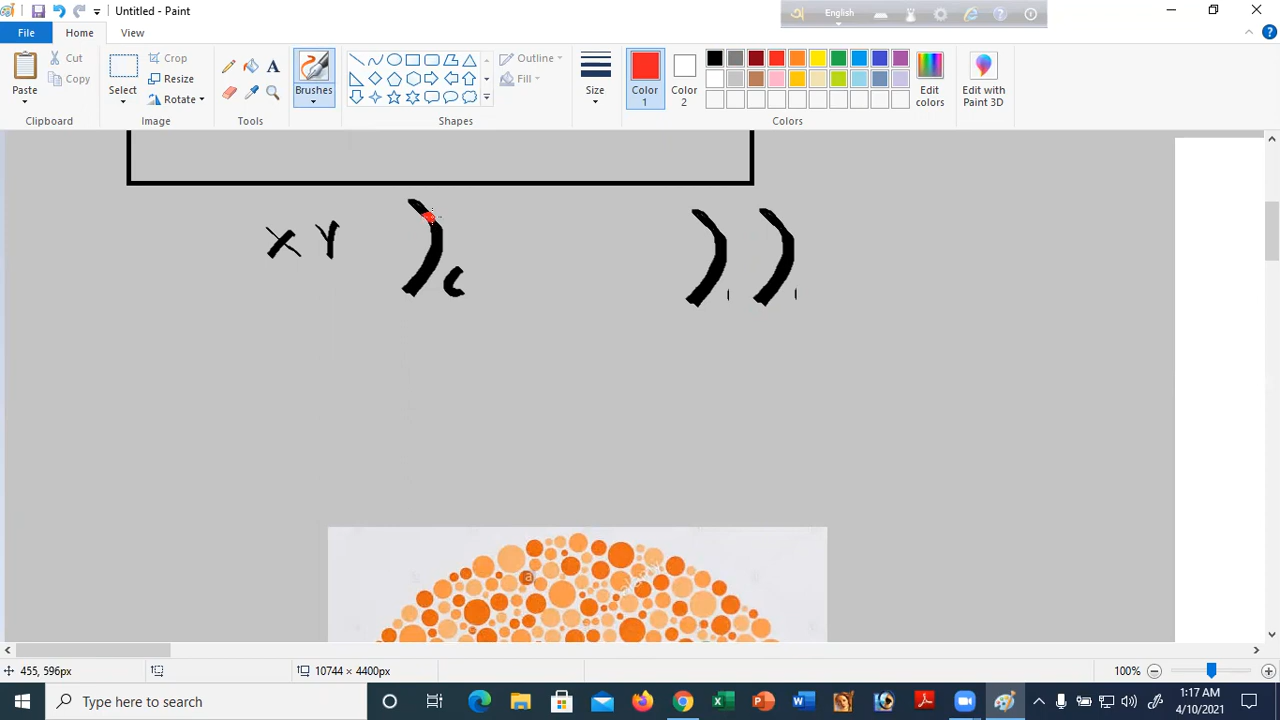 Untitled - Paint
অ English
File Home View
Paste Cut Copy Select Crop Resize Rotate Brushes Outline Fill Size Color 1 Color 2 Edit colors Edit with Paint 3D
Clipboard Image Tools Shapes Colors
X Y
a
alamy
455, 596px 10744 × 4400px 100%
Type here to search 1:17 AM
4/10/2021